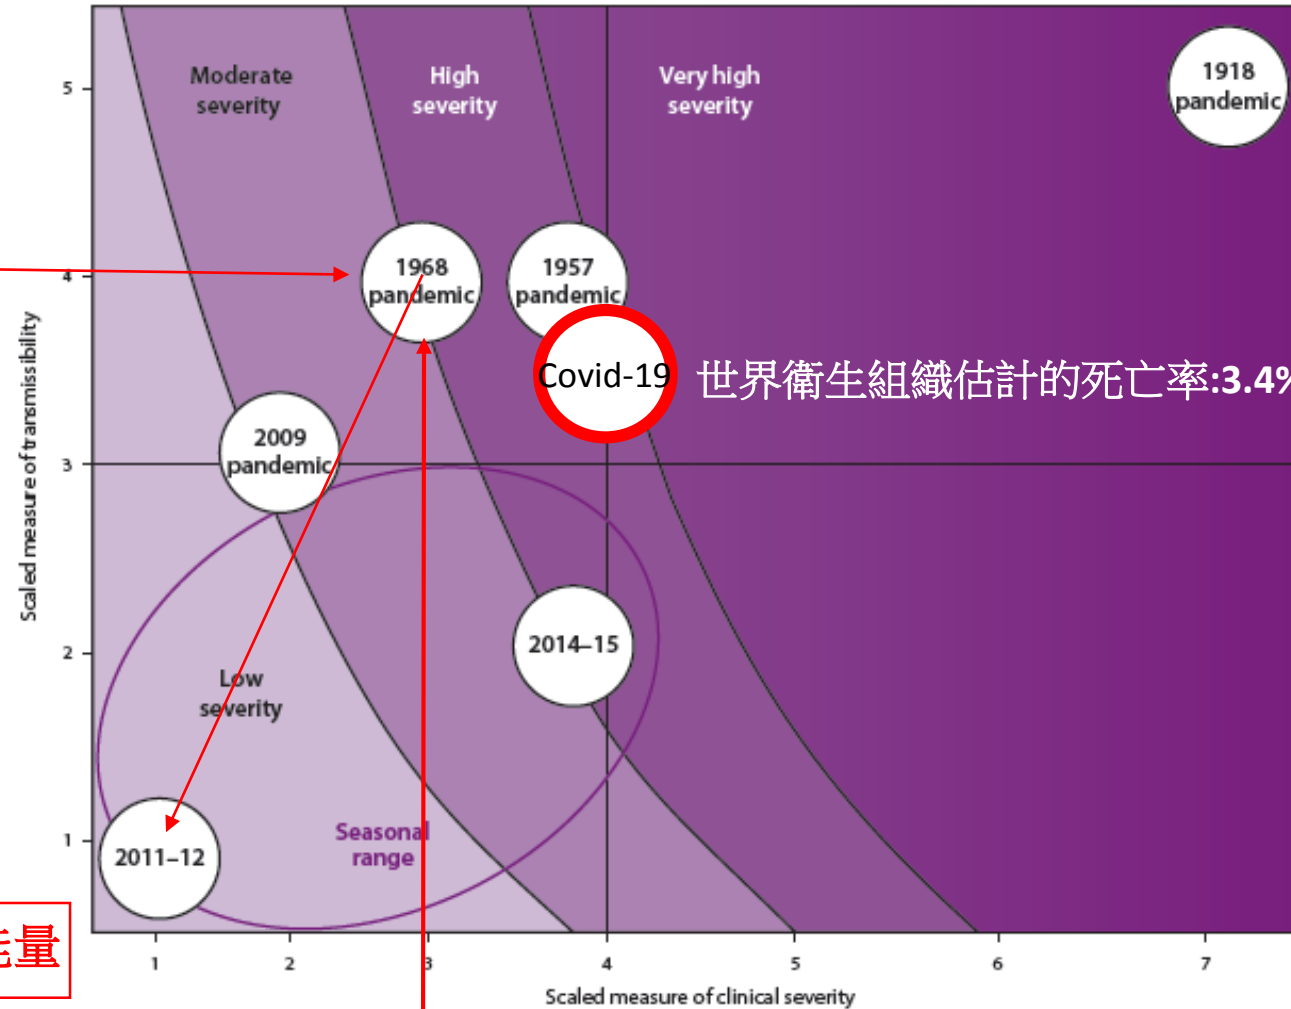 Moderate
severity
High
severity
Very high
severity
1918
pandemic
5
4
3
2
1
Scaled measure of transmissibility
1968
pandemic
1957
pandemic
Covid-19
世界衛生組織估計的死亡率:3.4%
2009
pandemic
2014–15
Low
severity
Seasonal
range
2011–12
量
1
2
3
4
5
6
7
Scaled measure of clinical severity